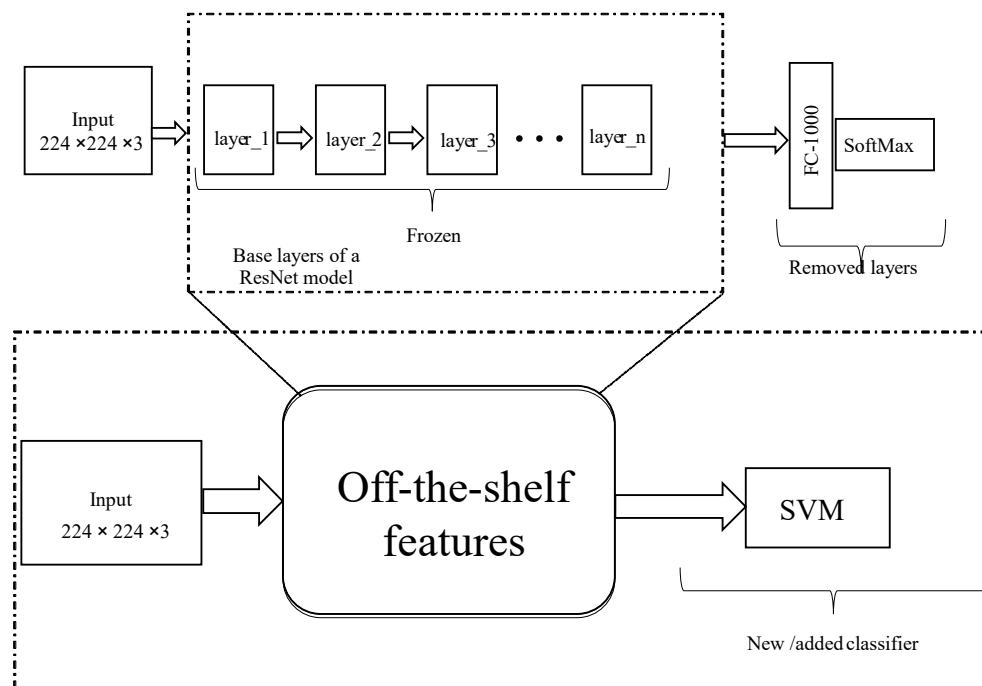 Input
224 ×224 ×3
layer_1
layer_2
layer_3
layer_n
FC-1000
SoftMax
Frozen
Base layers of a
ResNet model
Removed layers
Input
224 × 224 ×3
Off-the-shelf
features
SVM
New /added classifier